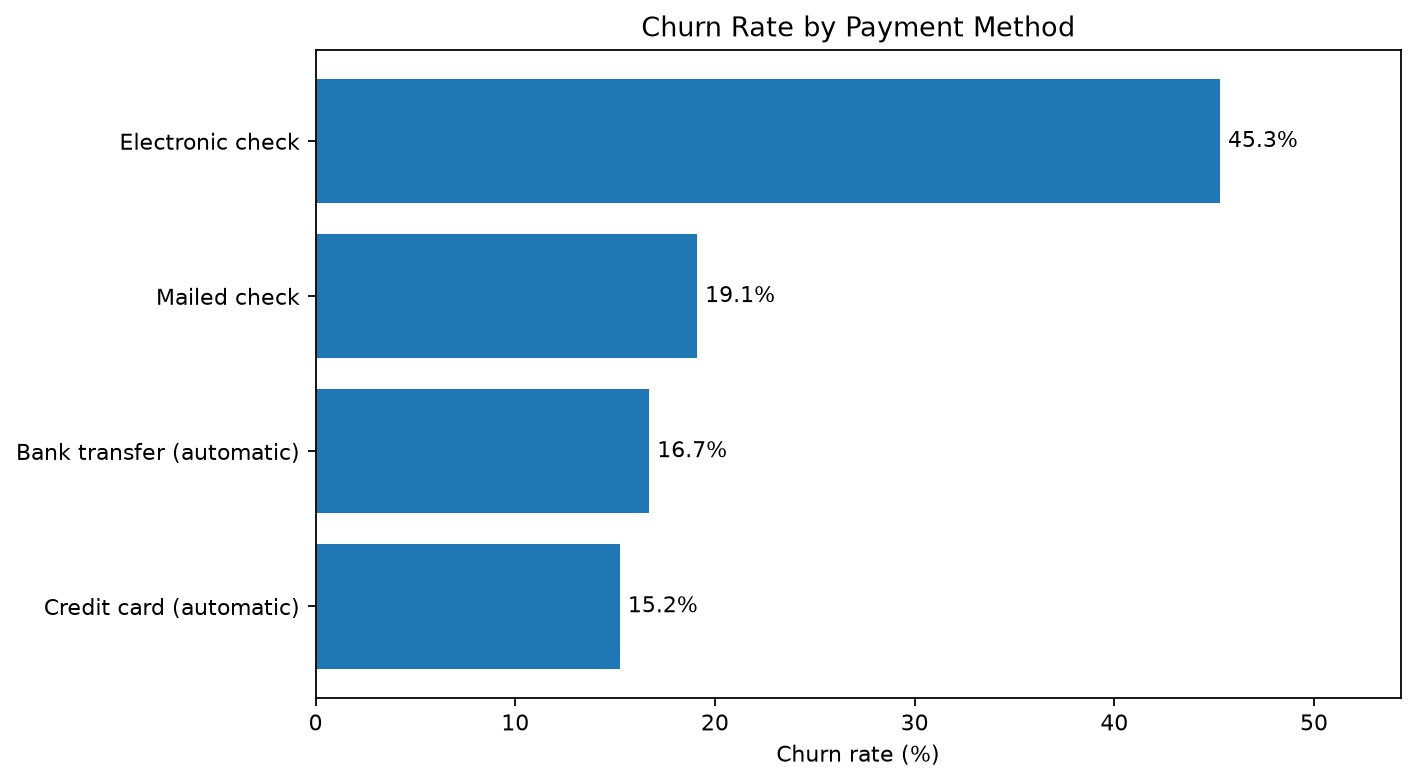 Churn Rate by Payment Method
Electronic check
45.3%
Mailed check
19.1%
Bank transfer (automatic)
16.7%
Credit card (automatic)
15.2%
0 10 20 30 40 50
Churn rate (%)